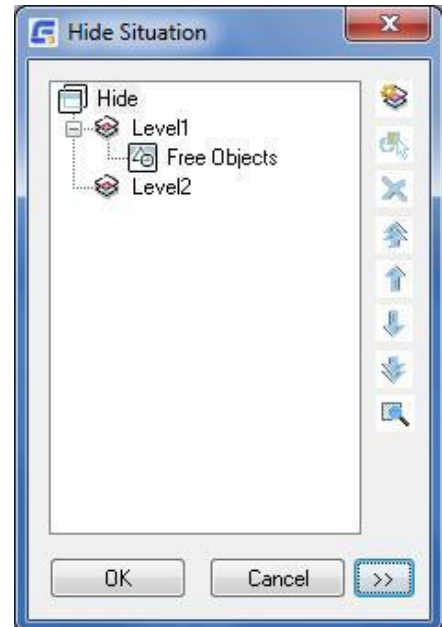 Hide Situation
Hide
Level1
Free Objects
Level2
OK
Cancel
>>